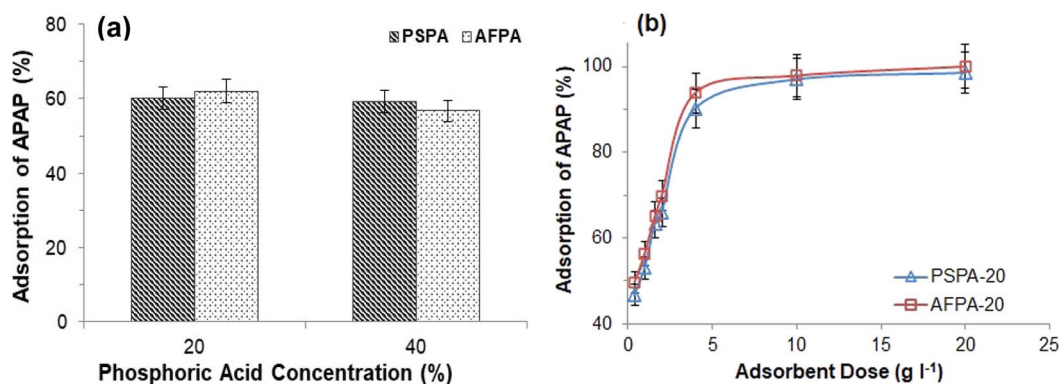 (a)
PSPA AFPA
Adsorption of APAP (%)
80
60
40
20
0
20 40
Phosphoric Acid Concentration (%)
(b)
Adsorption of APAP (%)
100
80
60
40
PSPA-20
AFPA-20
0 5 10 15 20 25
Adsorbent Dose (g l⁻¹)